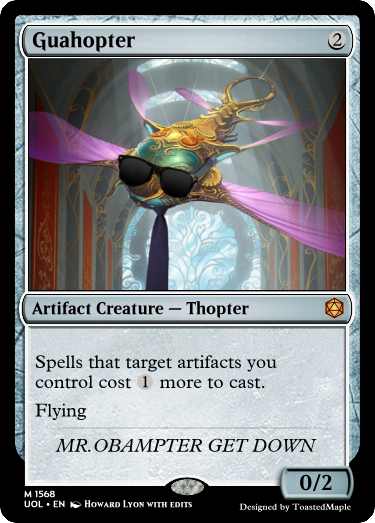 Guahopter 2
Artifact Creature — Thopter
Spells that target artifacts you
control cost 1 more to cast.
Flying
MR.OBAMPTER GET DOWN
0/2
M 1568
UOL • EN Howard Lyon with edits
Designed by ToastedMaple